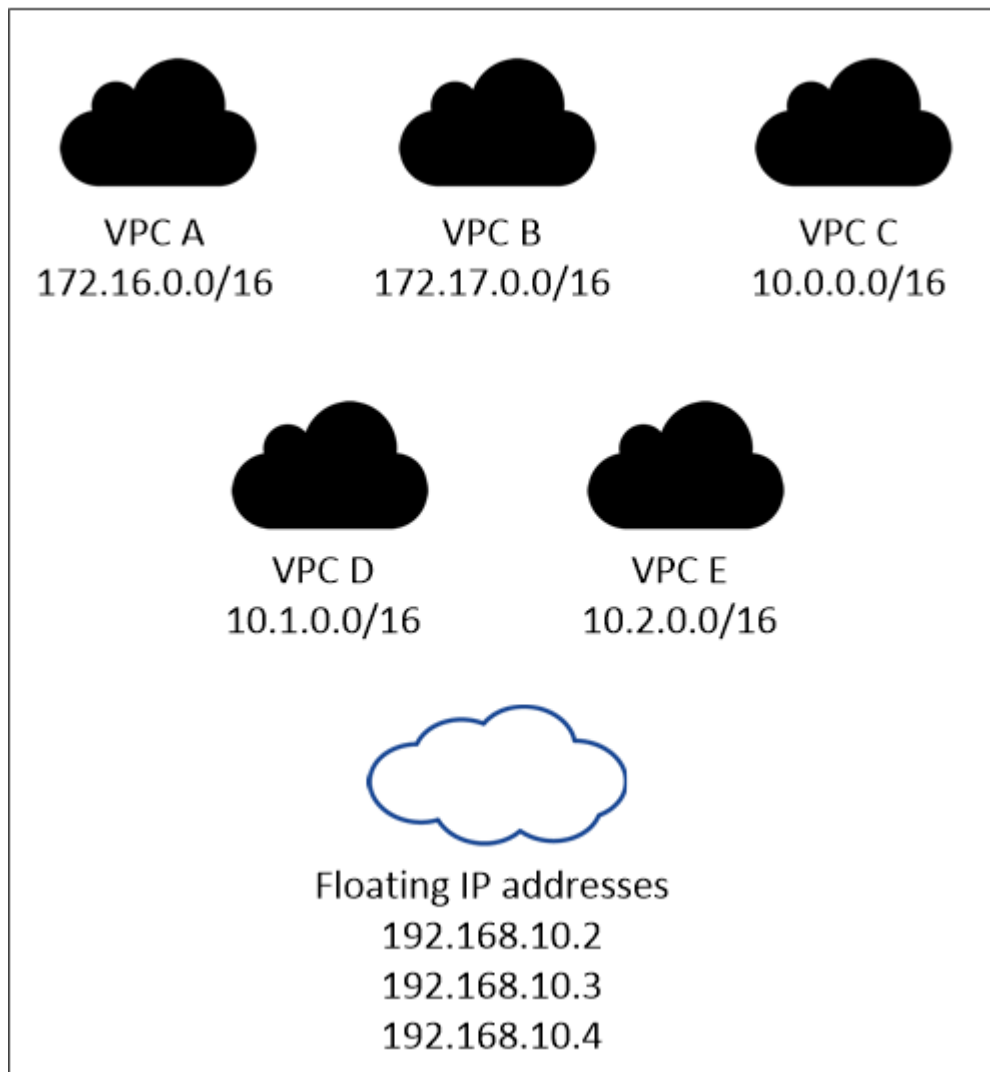 VPC A
172.16.0.0/16
VPC B
172.17.0.0/16
VPC C
10.0.0.0/16
VPC D
10.1.0.0/16
VPC E
10.2.0.0/16
Floating IP addresses
192.168.10.2
192.168.10.3
192.168.10.4